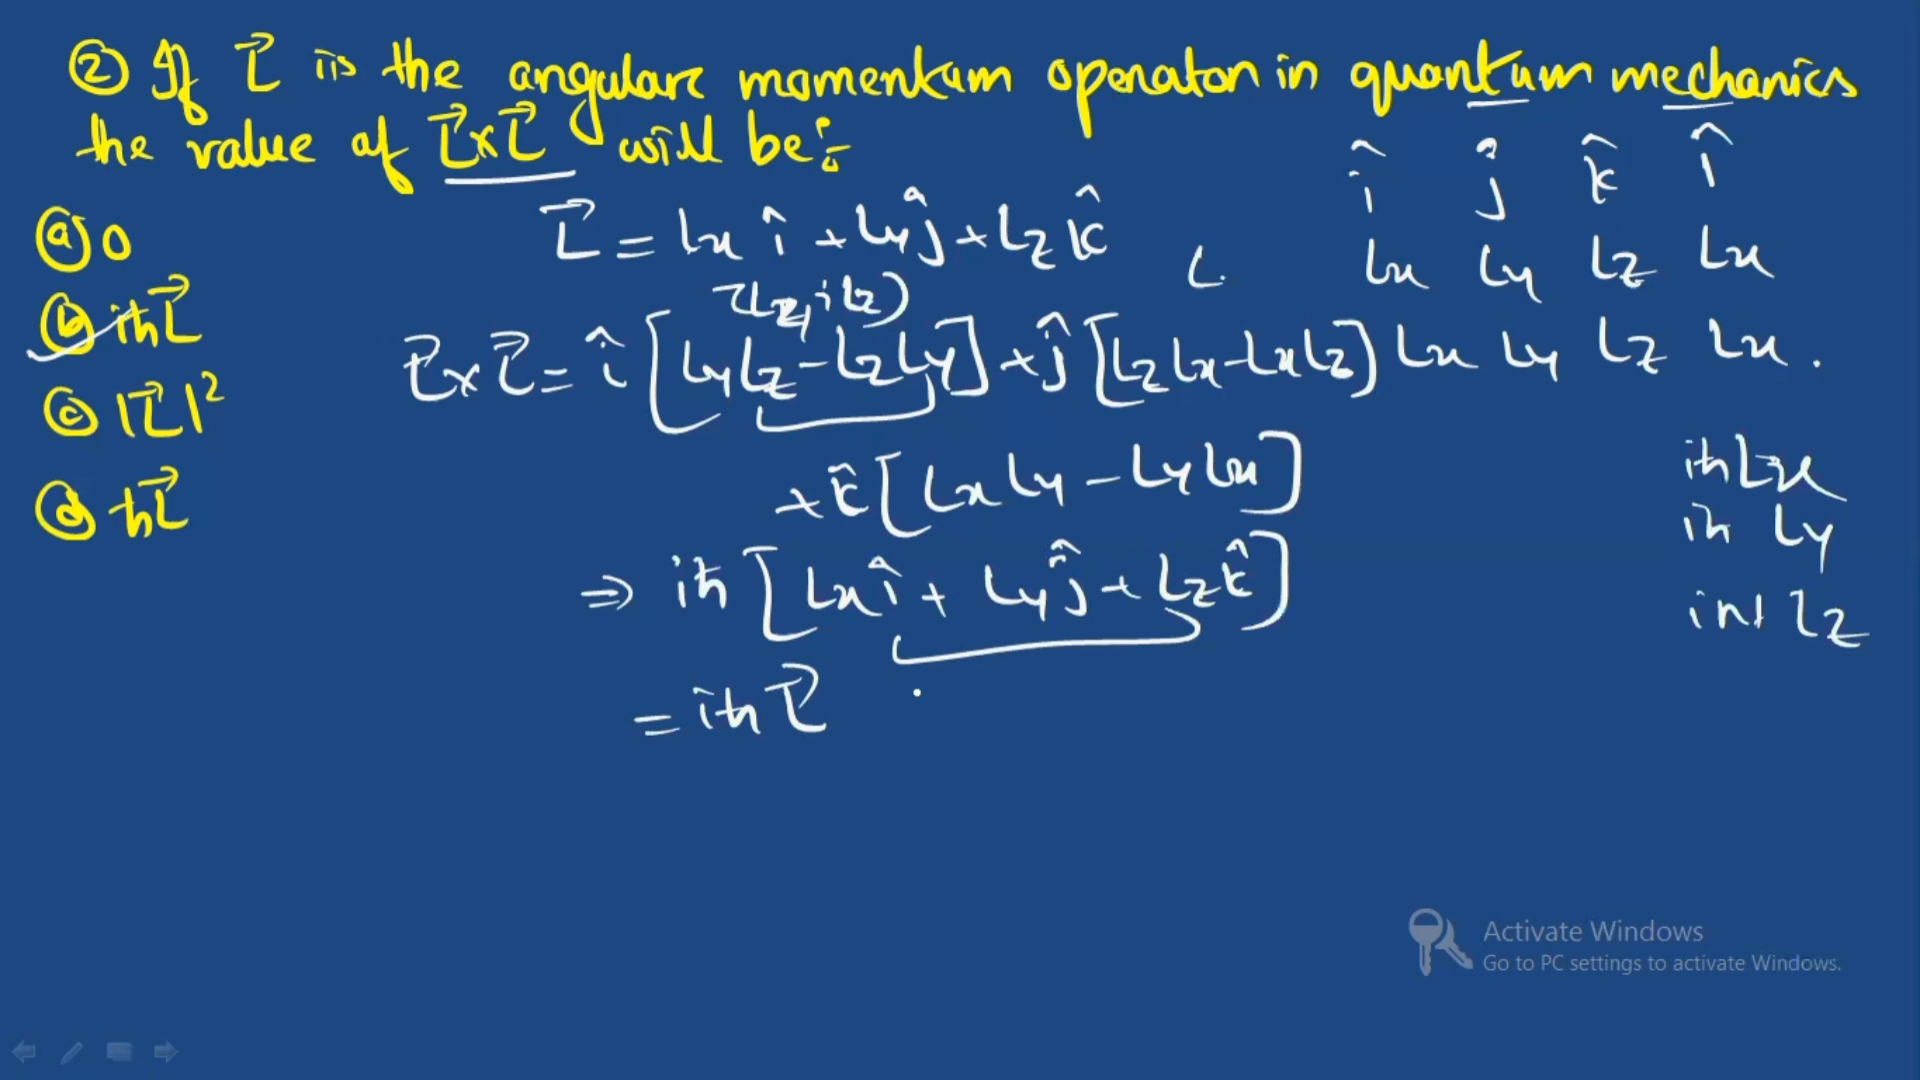 ② If L⃗ is the angular momentum operator in quantum mechanics
the value of L⃗×L⃗ will be:-
ⓐ 0
ⓑ iℏL⃗
ⓒ |L⃗|²
ⓓ ℏL⃗
L⃗ = Lx î + Ly ĵ + Lz k̂
î ĵ k̂ î
L.
Lx Ly Lz Lx
L⃗×L⃗ = î [LyLz - LzLy] + ĵ [LzLx - LxLz]
Lx Ly Lz Lx .
+ k̂ [LxLy - LyLx]
⇒ iℏ [Lx î + Ly ĵ + Lz k̂]
= iℏL⃗
iℏLx
iℏ Ly
iℏ Lz
Activate Windows
Go to PC settings to activate Windows.